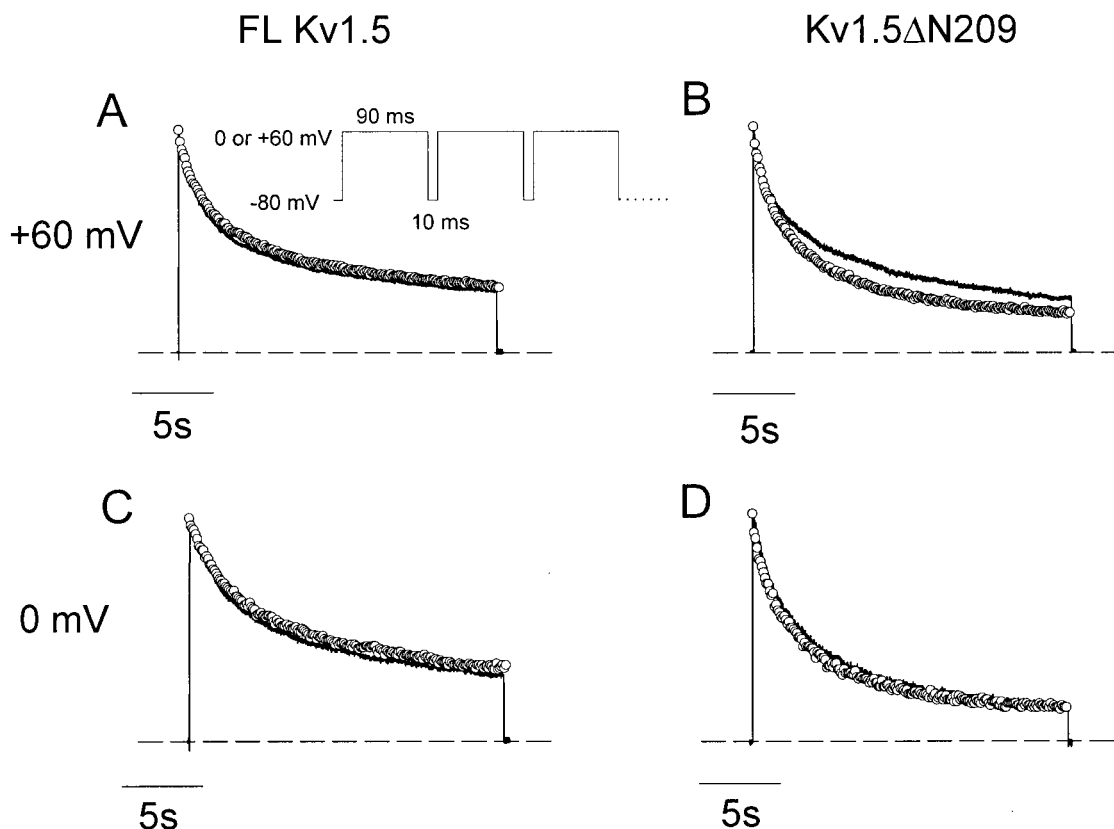 FL Kv1.5
Kv1.5ΔN209
A
90 ms
0 or +60 mV
-80 mV
10 ms
B
+60 mV
5s
5s
C
D
0 mV
5s
5s